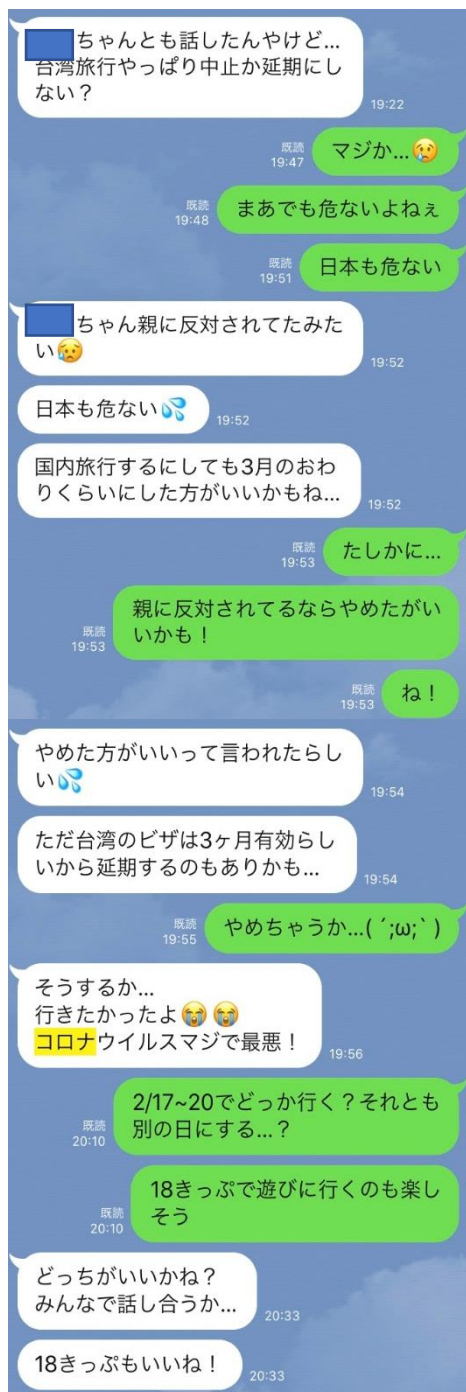 ちゃんとも話したんやけど...
台湾旅行やっぱり中止か延期にし
ない？
19:22
既読
19:47
マジか...😢
既読
19:48
まあでも危ないよねぇ
既読
19:51
日本も危ない
ちゃん親に反対されてたみた
い😥
19:52
日本も危ない💦
19:52
国内旅行するにしても3月のおわ
りくらいにした方がいいかもね...
19:52
既読
19:53
たしかに...
親に反対されてるならやめたがい
いかも！
既読
19:53
既読
19:53
ね！
やめた方がいいって言われたらし
い💦
19:54
ただ台湾のビザは3ヶ月有効らし
いから延期するのもありかも...
19:54
既読
19:55
やめちゃうか...( ´;ω;` )
そうするか...
行きたかったよ😭😭
コロナウイルスマジで最悪！
19:56
2/17~20でどっか行く？それとも
別の日にする...？
既読
20:10
18きっぷで遊びに行くのも楽し
そう
既読
20:10
どっちがいいかね？
みんなで話し合うか...
20:33
18きっぷもいいね！
20:33